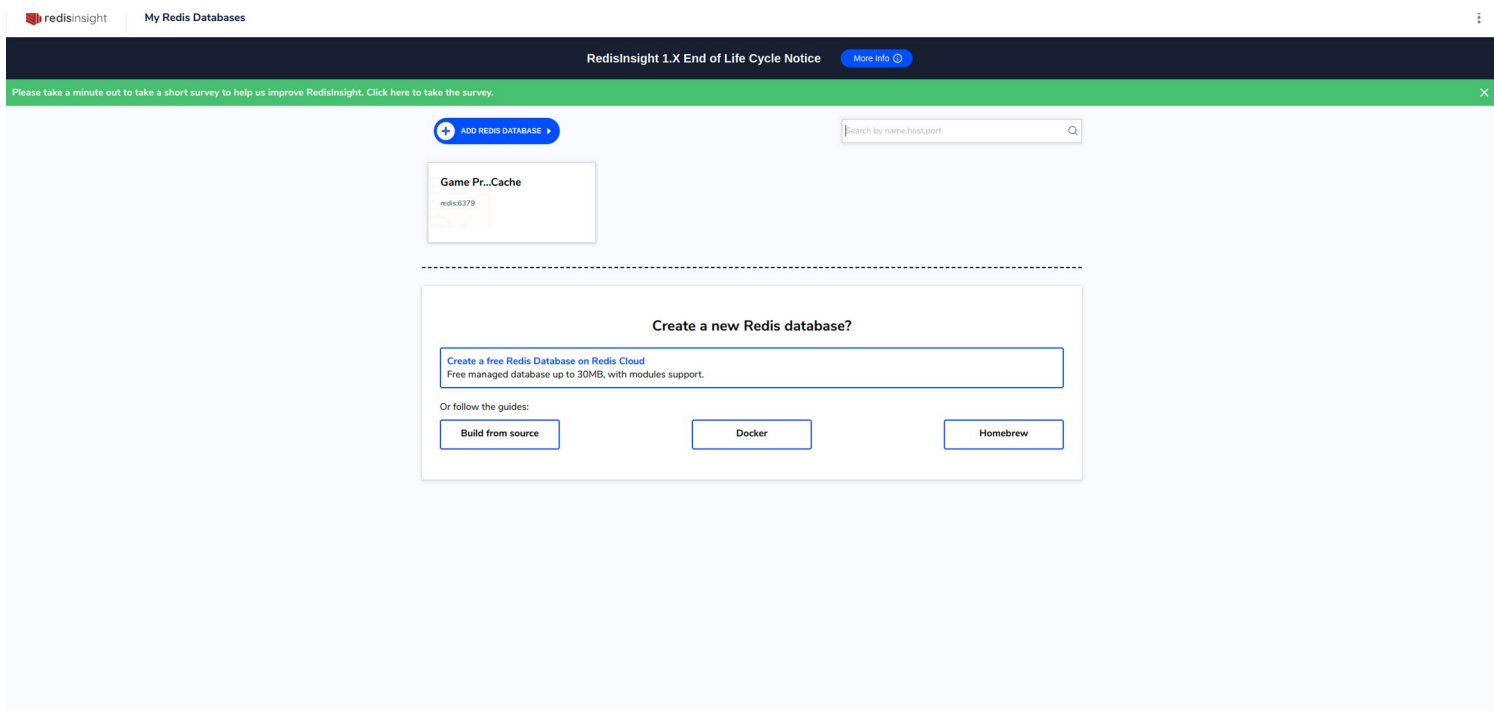 redisinsight My Redis Databases
RedisInsight 1.X End of Life Cycle Notice More Info
Please take a minute out to take a short survey to help us improve RedisInsight. Click here to take the survey.
ADD REDIS DATABASE Search by name,host,port
Game Pr...Cache
redis:6379
Create a new Redis database?
Create a free Redis Database on Redis Cloud
Free managed database up to 30MB, with modules support.
Or follow the guides:
Build from source Docker Homebrew